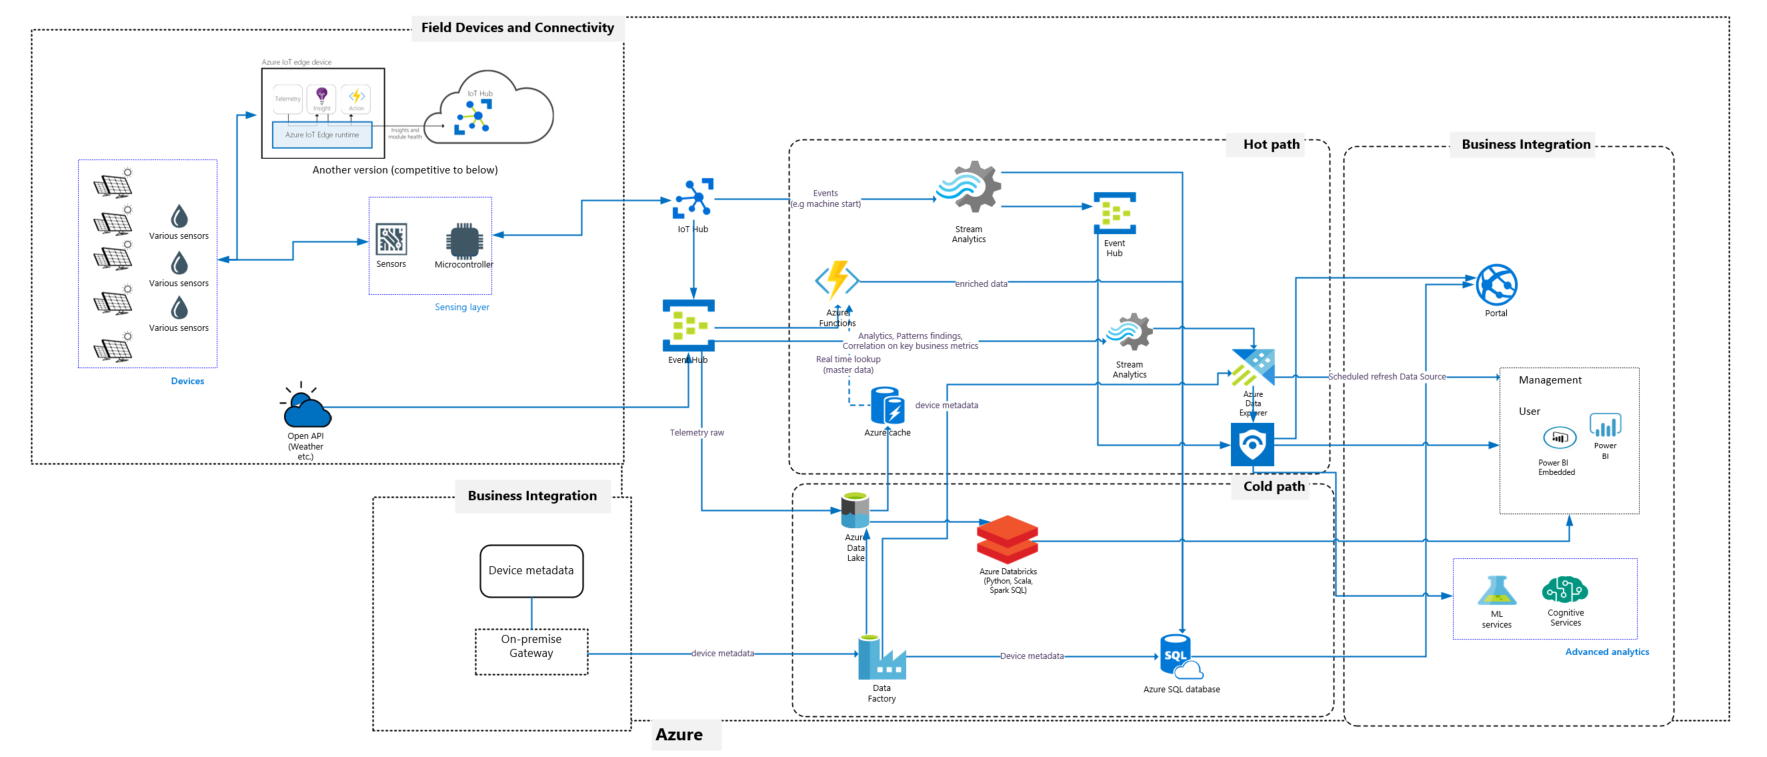 Field Devices and Connectivity
Azure IoT edge device
Telemetry
Insight
Action
Azure IoT Edge runtime
Insights and
module health
IoT Hub
Another version (competitive to below)
Various sensors
Various sensors
Various sensors
Devices
Sensors
Microcontroller
Sensing layer
Open API
(Weather
etc.)
IoT Hub
Event Hub
Telemetry raw
Hot path
Events
(e.g machine start)
Stream
Analytics
Event
Hub
Azure
Functions
enriched data
Analytics, Patterns findings,
Correlation on key business metrics
Real time lookup
(master data)
Stream
Analytics
Azure cache
device metadata
Azure
Data
Explorer
Scheduled refresh Data Source
Business Integration
Portal
Management
User
Power BI
Embedded
Power
BI
ML
services
Cognitive
Services
Advanced analytics
Cold path
Azure
Data
Lake
Azure Databricks
(Python, Scala,
Spark SQL)
Data
Factory
Device metadata
SQL
Azure SQL database
Business Integration
Device metadata
On-premise
Gateway
device metadata
Azure